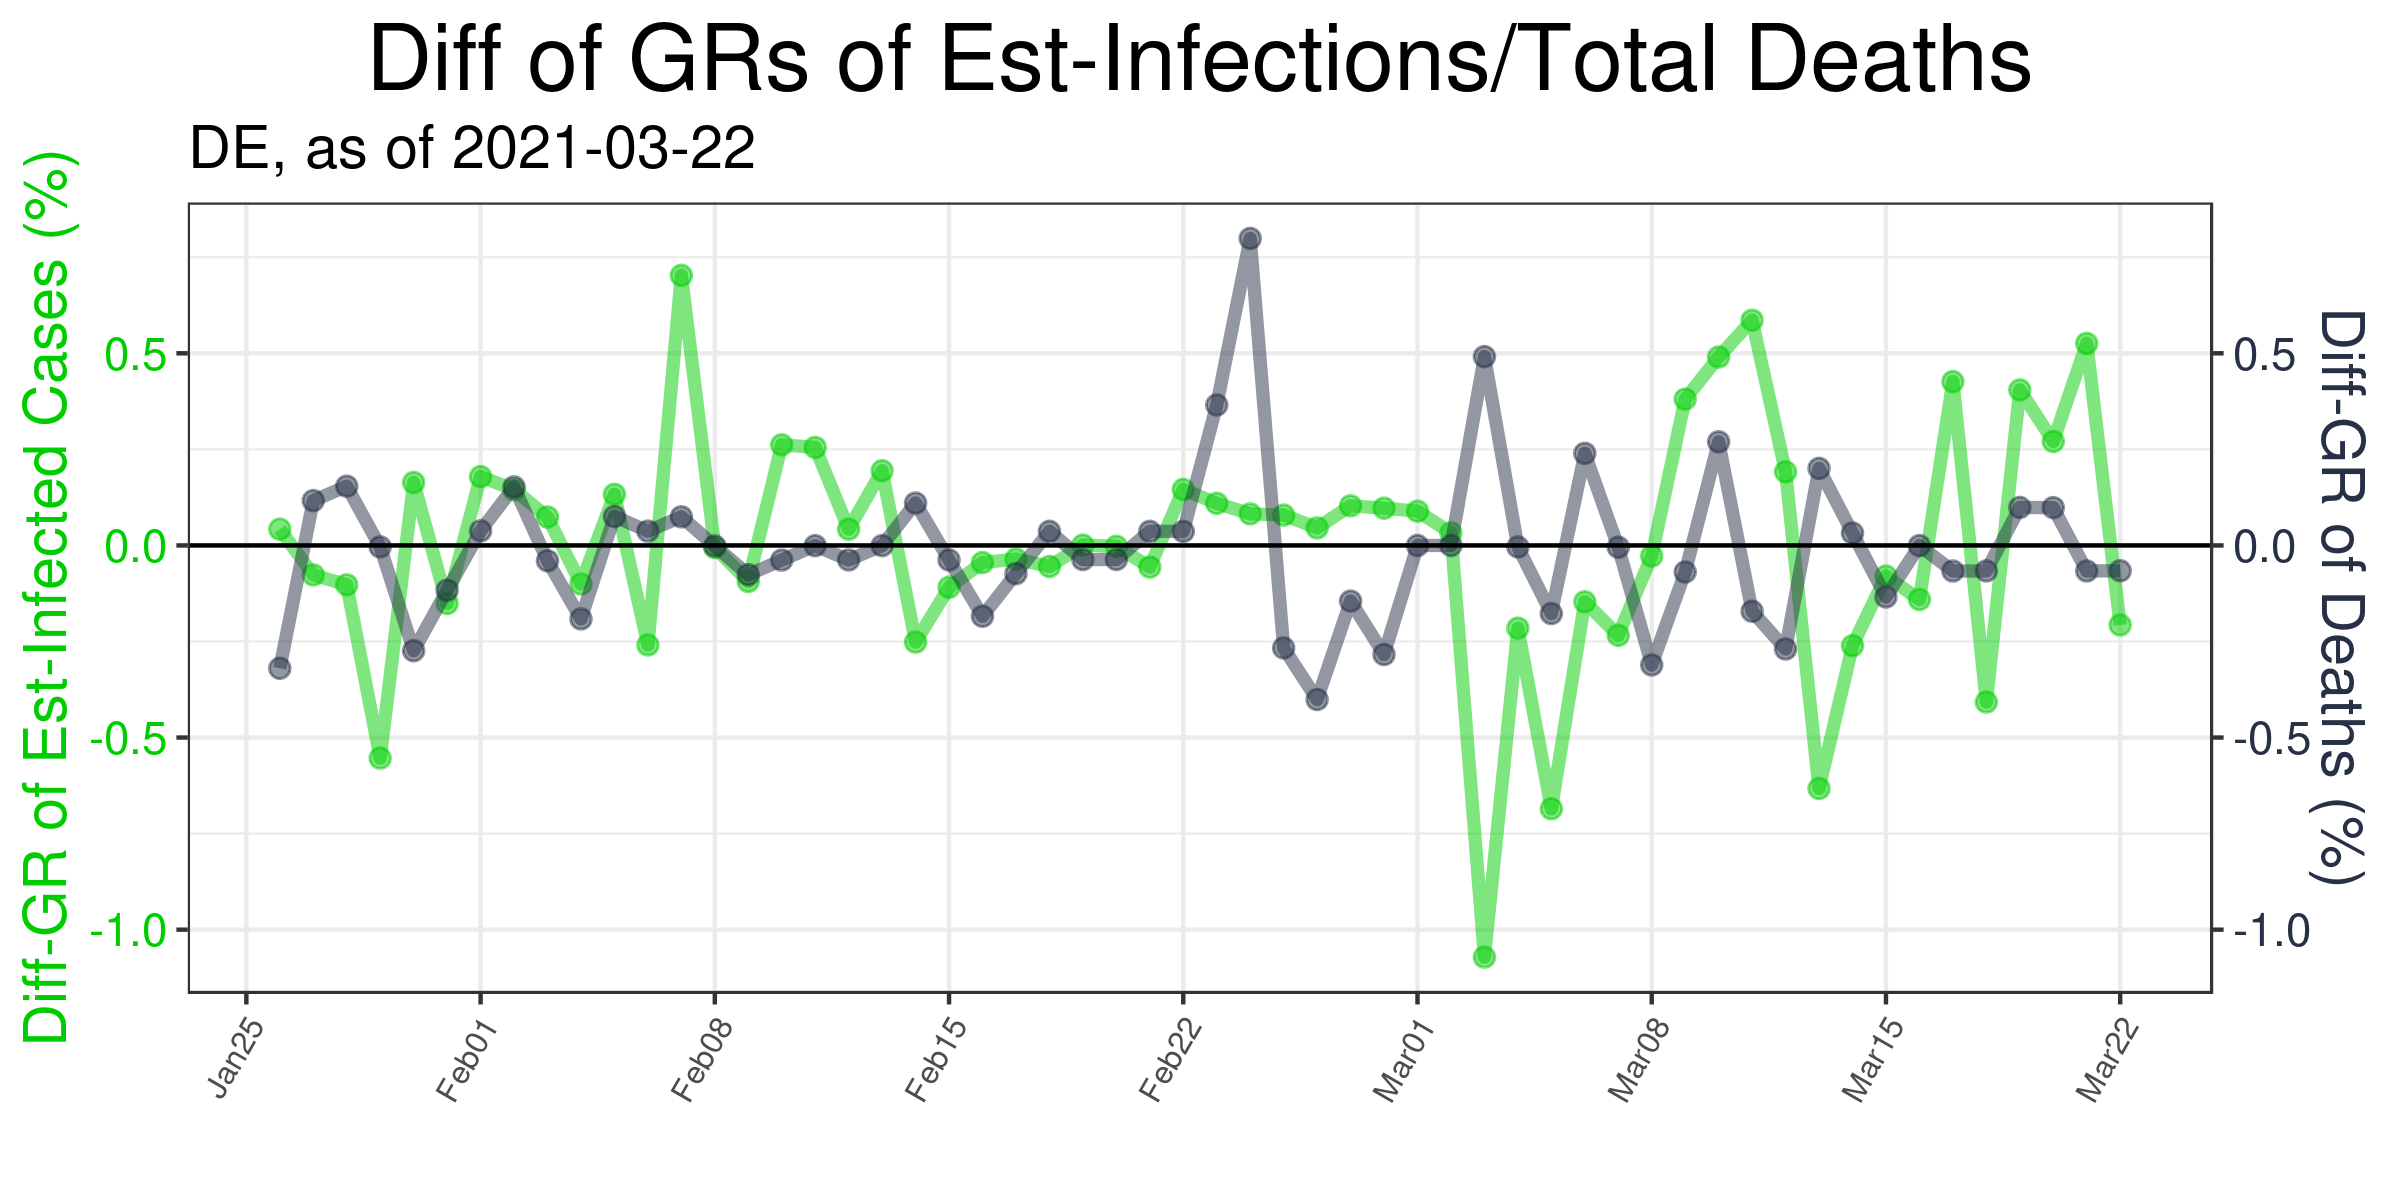 Diff of GRs of Est-Infections/Total Deaths
DE, as of 2021-03-22
Diff-GR of Est-Infected Cases (%)
0.5
0.0
-0.5
-1.0
0.5
0.0
-0.5
-1.0
Diff-GR of Deaths (%)
Jan25
Feb01
Feb08
Feb15
Feb22
Mar01
Mar08
Mar15
Mar22